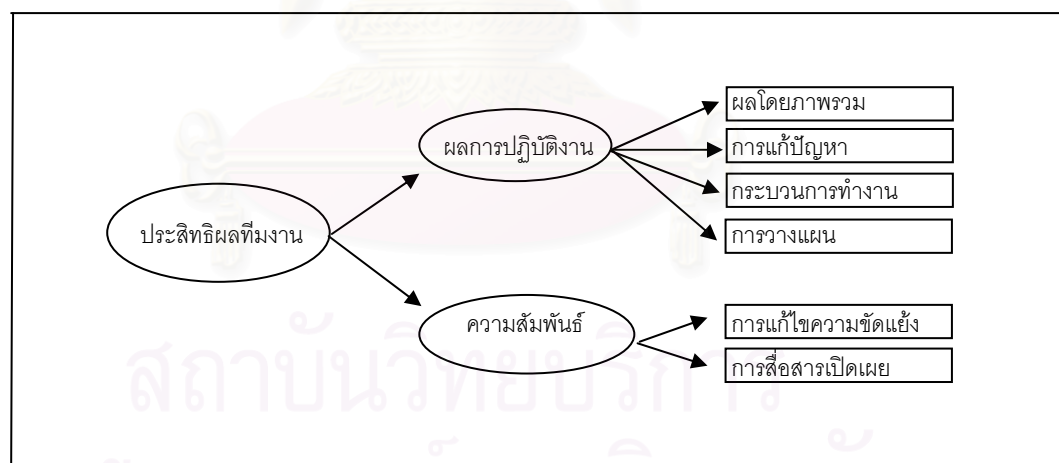 ผลโดยภาพรวม
ผลการปฏิบัติงาน
การแก้ปัญหา
กระบวนการทำงาน
ประสิทธิผลทีมงาน
การวางแผน
ความสัมพันธ์
การแก้ไขความขัดแย้ง
การสื่อสารเปิดเผย
สถาบันวิทยบริการ